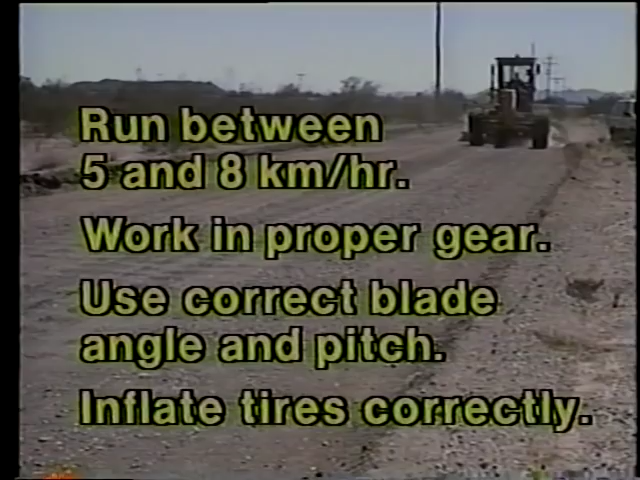 Run between
5 and 8 km/hr.
Work in proper gear.
Use correct blade
angle and pitch.
Inflate tires correctly.